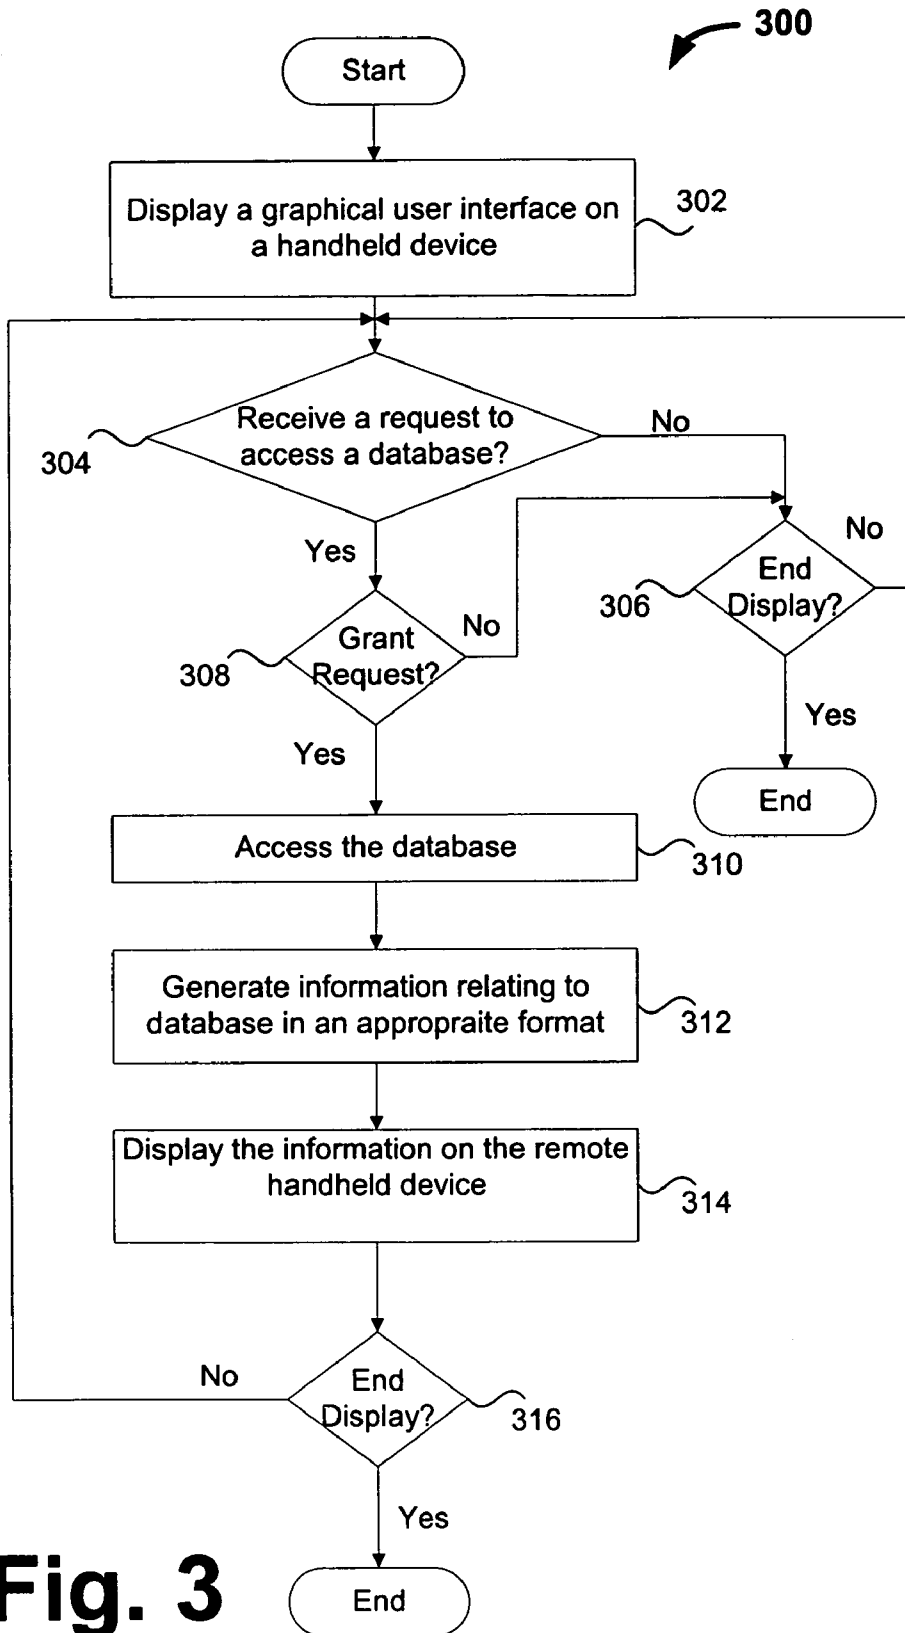 300
Start
Display a graphical user interface on
a handheld device
302
Receive a request to
access a database?
304
No
Yes
End
Display?
306
No
Grant
Request?
308
No
Yes
Yes
End
Access the database
310
Generate information relating to
database in an appropraite format
312
Display the information on the remote
handheld device
314
End
Display?
316
No
Yes
End
Fig. 3